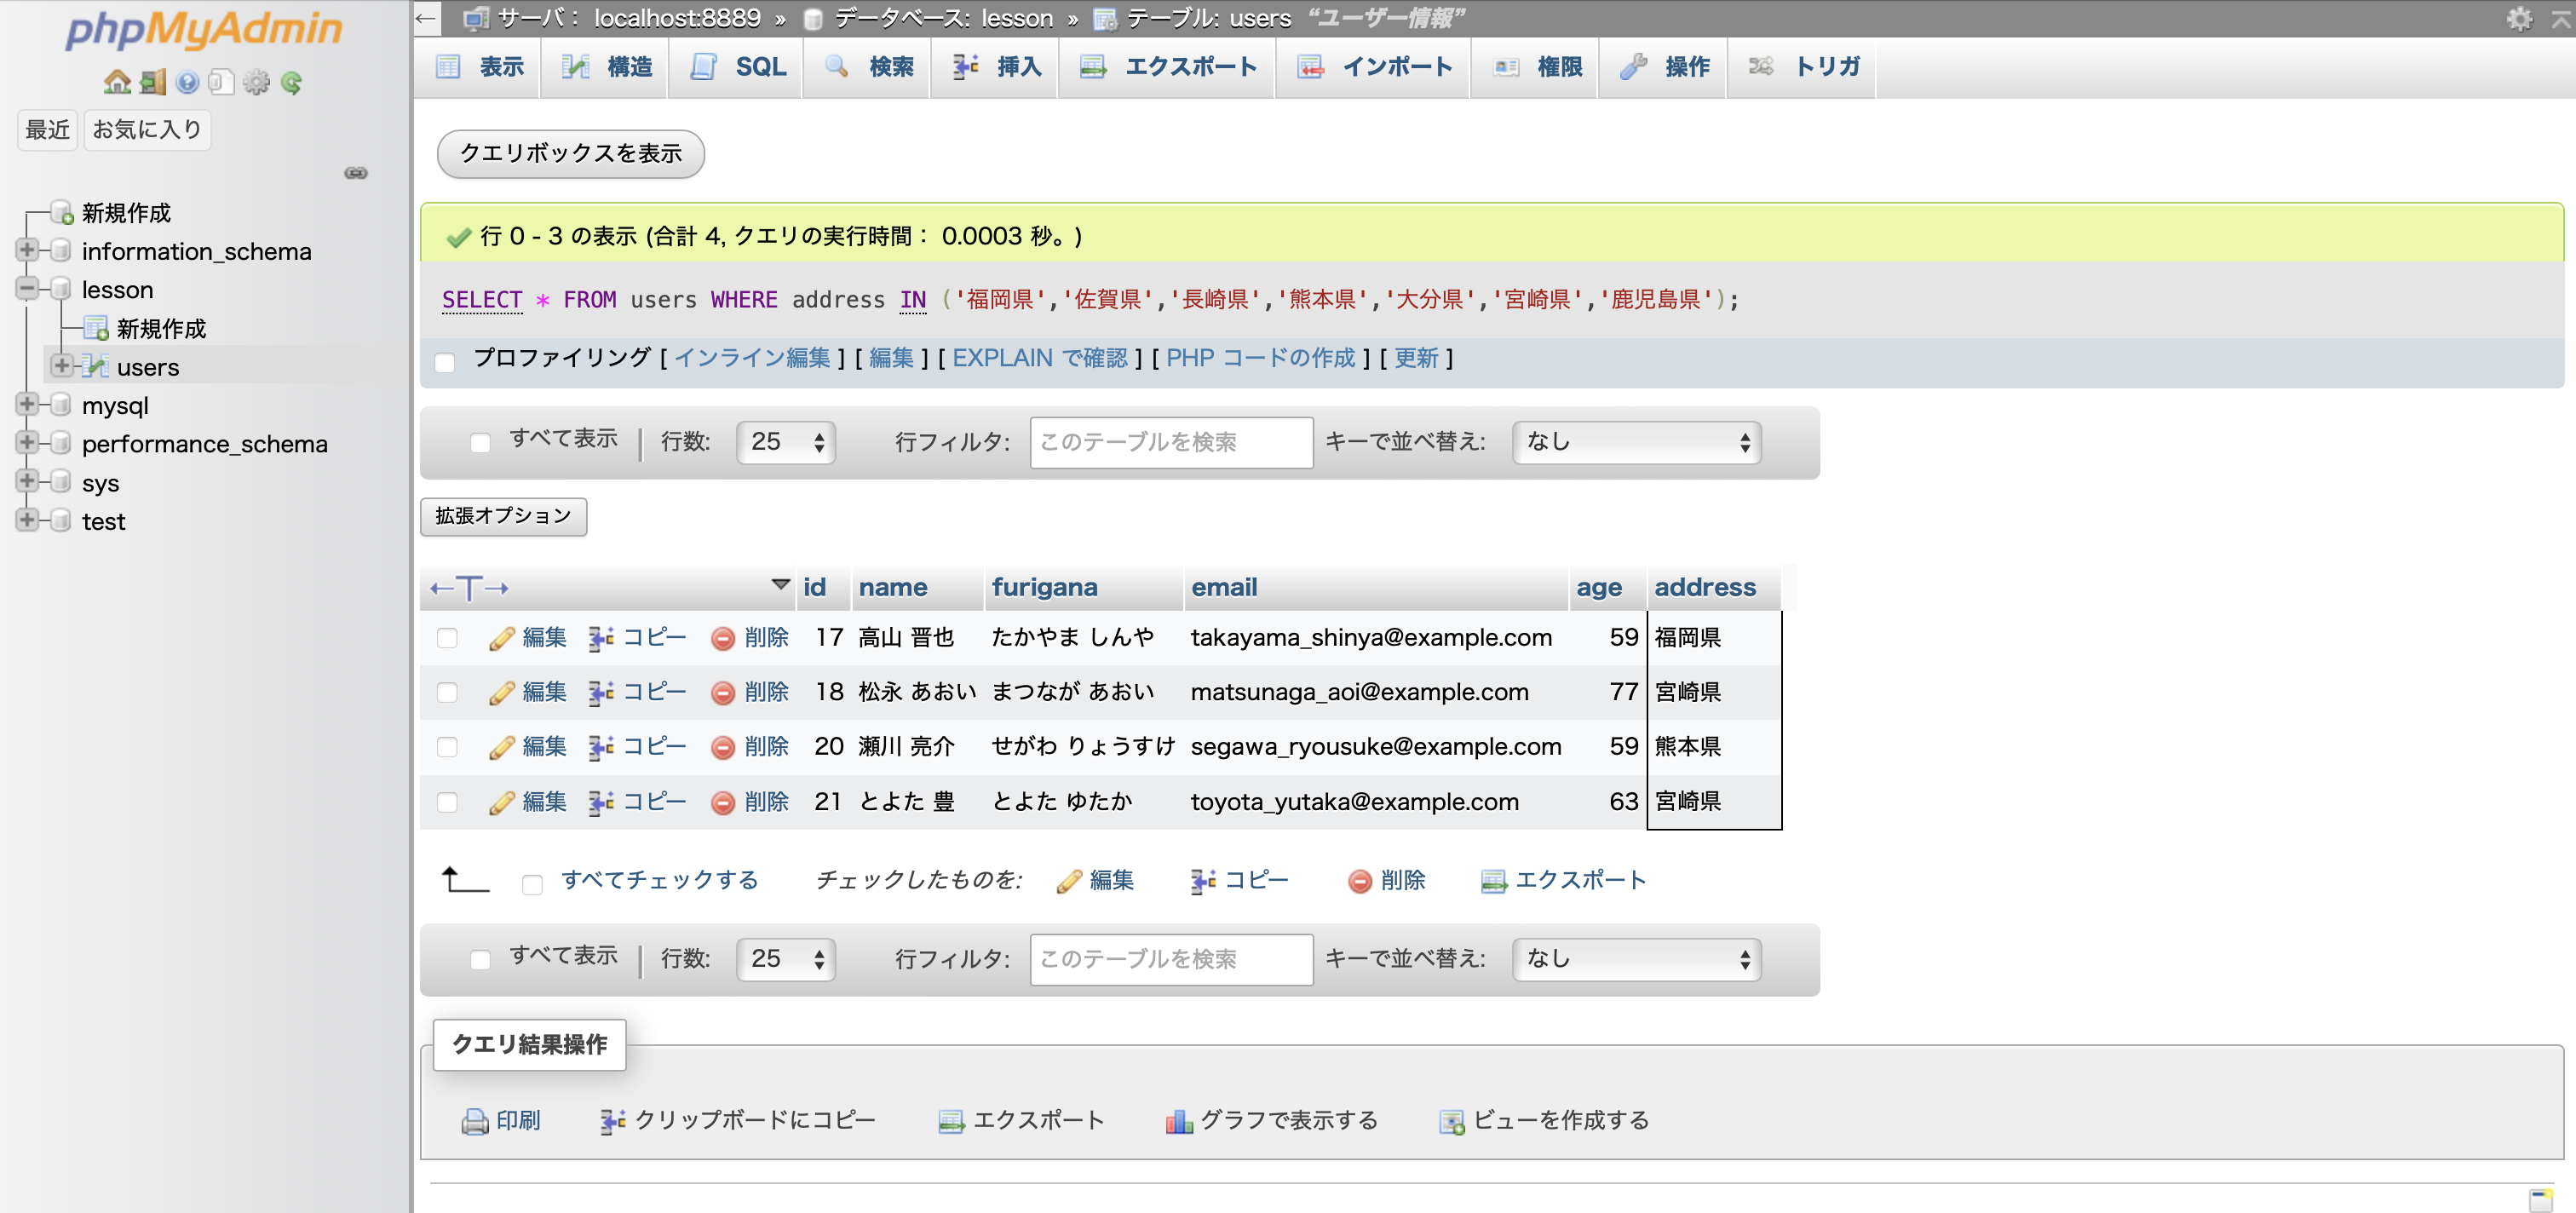 phpMyAdmin
最近 お気に入り
新規作成
information_schema
lesson
新規作成
users
mysql
performance_schema
sys
test
サーバ： localhost:8889 » データベース: lesson » テーブル: users “ユーザー情報”
表示 構造 SQL 検索 挿入 エクスポート インポート 権限 操作 トリガ
クエリボックスを表示
行 0 - 3 の表示 (合計 4, クエリの実行時間： 0.0003 秒。)
SELECT * FROM users WHERE address IN ('福岡県','佐賀県','長崎県','熊本県','大分県','宮崎県','鹿児島県');
プロファイリング [ インライン編集 ] [ 編集 ] [ EXPLAIN で確認 ] [ PHP コードの作成 ] [ 更新 ]
すべて表示 | 行数: 25 行フィルタ: このテーブルを検索 キーで並べ替え: なし
拡張オプション
←T→ id name furigana email age address
編集 コピー 削除 17 高山 晋也 たかやま しんや takayama_shinya@example.com 59 福岡県
編集 コピー 削除 18 松永 あおい まつなが あおい matsunaga_aoi@example.com 77 宮崎県
編集 コピー 削除 20 瀬川 亮介 せがわ りょうすけ segawa_ryousuke@example.com 59 熊本県
編集 コピー 削除 21 とよた 豊 とよた ゆたか toyota_yutaka@example.com 63 宮崎県
すべてチェックする チェックしたものを: 編集 コピー 削除 エクスポート
すべて表示 | 行数: 25 行フィルタ: このテーブルを検索 キーで並べ替え: なし
クエリ結果操作
印刷 クリップボードにコピー エクスポート グラフで表示する ビューを作成する